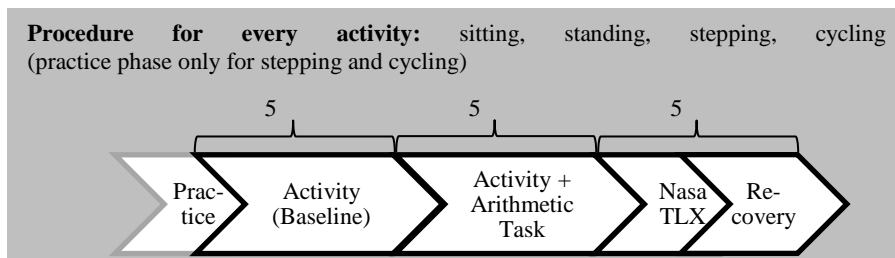 Procedure for every activity: sitting, standing, stepping, cycling
(practice phase only for stepping and cycling)
5 5 5
Prac-
tice
Activity
(Baseline)
Activity +
Arithmetic
Task
Nasa
TLX
Re-
covery